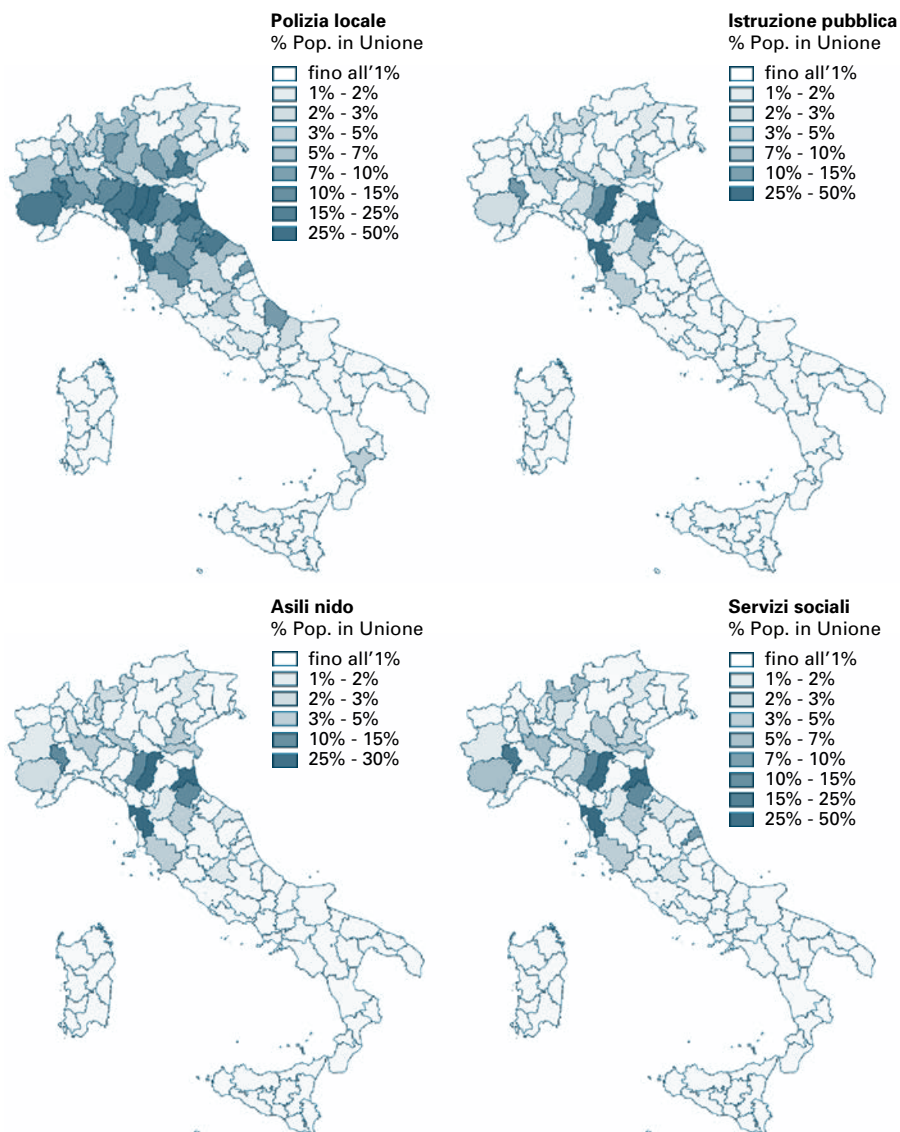 Polizia locale
% Pop. in Unione
fino all'1%
1% - 2%
2% - 3%
3% - 5%
5% - 7%
7% - 10%
10% - 15%
15% - 25%
25% - 50%
Istruzione pubblica
% Pop. in Unione
fino all'1%
1% - 2%
2% - 3%
3% - 5%
7% - 10%
10% - 15%
25% - 50%
Asili nido
% Pop. in Unione
fino all'1%
1% - 2%
2% - 3%
3% - 5%
10% - 15%
25% - 30%
Servizi sociali
% Pop. in Unione
fino all'1%
1% - 2%
2% - 3%
3% - 5%
5% - 7%
7% - 10%
10% - 15%
15% - 25%
25% - 50%